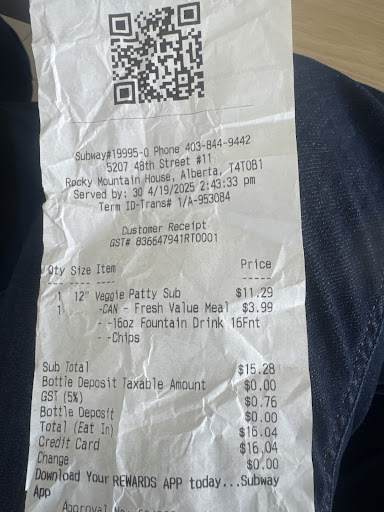 Subway#19995-0 Phone 403-844-9442
5207 48th Street #11
Rocky Mountain House, Alberta, T4T0B1
Served by: 30 4/19/2025 2:43:33 pm
Term ID-Trans# 1/A-953084
Customer Receipt
GST# 836647941RT0001
Qty Size Item Price
1 12" Veggie Patty Sub $11.29
1 -CAN - Fresh Value Meal $3.99
- -16oz Fountain Drink 16Fnt
- -Chips
Sub Total $15.28
Bottle Deposit Taxable Amount $0.00
GST (5%) $0.76
Bottle Deposit $0.00
Total (Eat In) $16.04
Credit Card $16.04
Change $0.00
Download Your REWARDS APP today...Subway
App
Approval No: